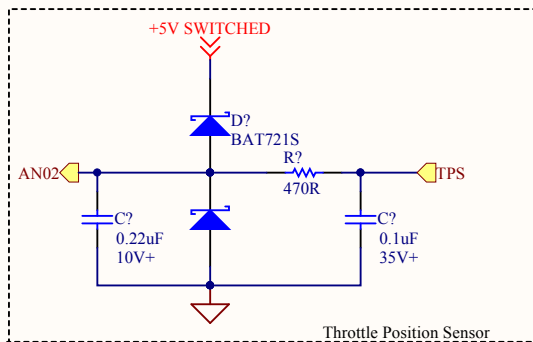 +5V SWITCHED
D?
BAT721S
R?
AN02
TPS
470R
C?
0.22uF
10V+
C?
0.1uF
35V+
Throttle Position Sensor